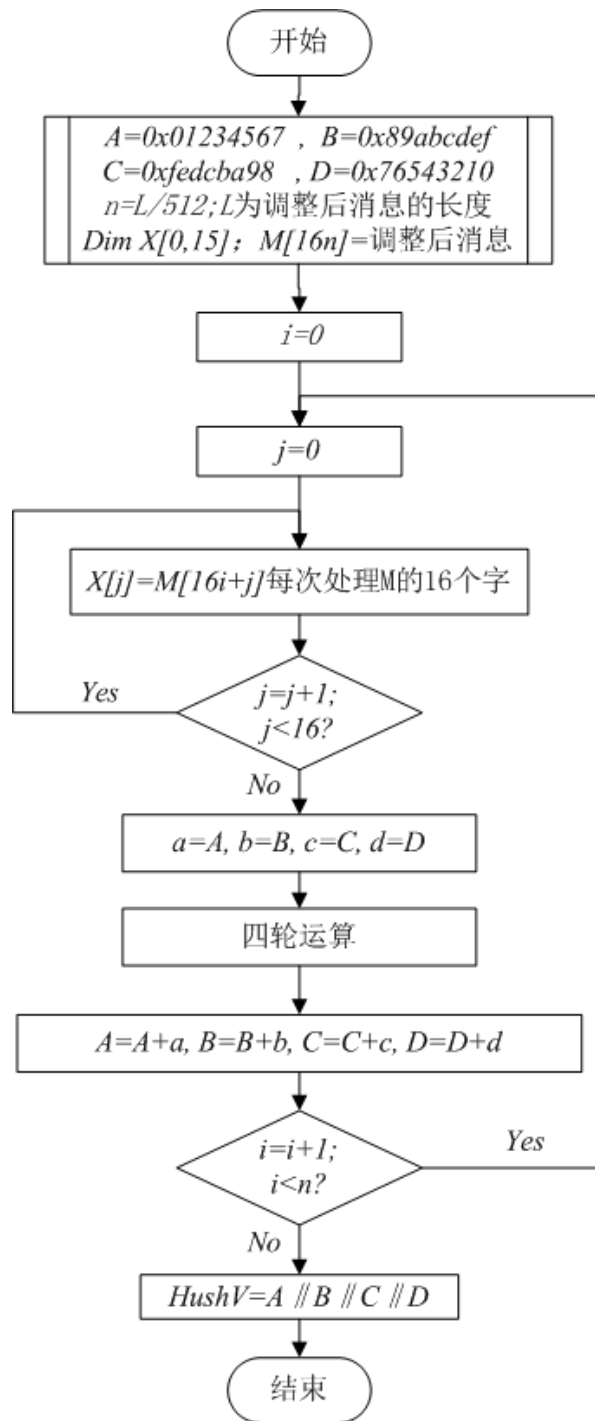 开始
A=0x01234567 , B=0x89abcdef
C=0xfedcba98 , D=0x76543210
n=L/512;L为调整后消息的长度
Dim X[0,15]；M[16n]=调整后消息
i=0
j=0
X[j]=M[16i+j]每次处理M的16个字
Yes
j=j+1;
j<16?
No
a=A, b=B, c=C, d=D
四轮运算
A=A+a, B=B+b, C=C+c, D=D+d
i=i+1;
i<n?
Yes
No
HushV=A∥B∥C∥D
结束